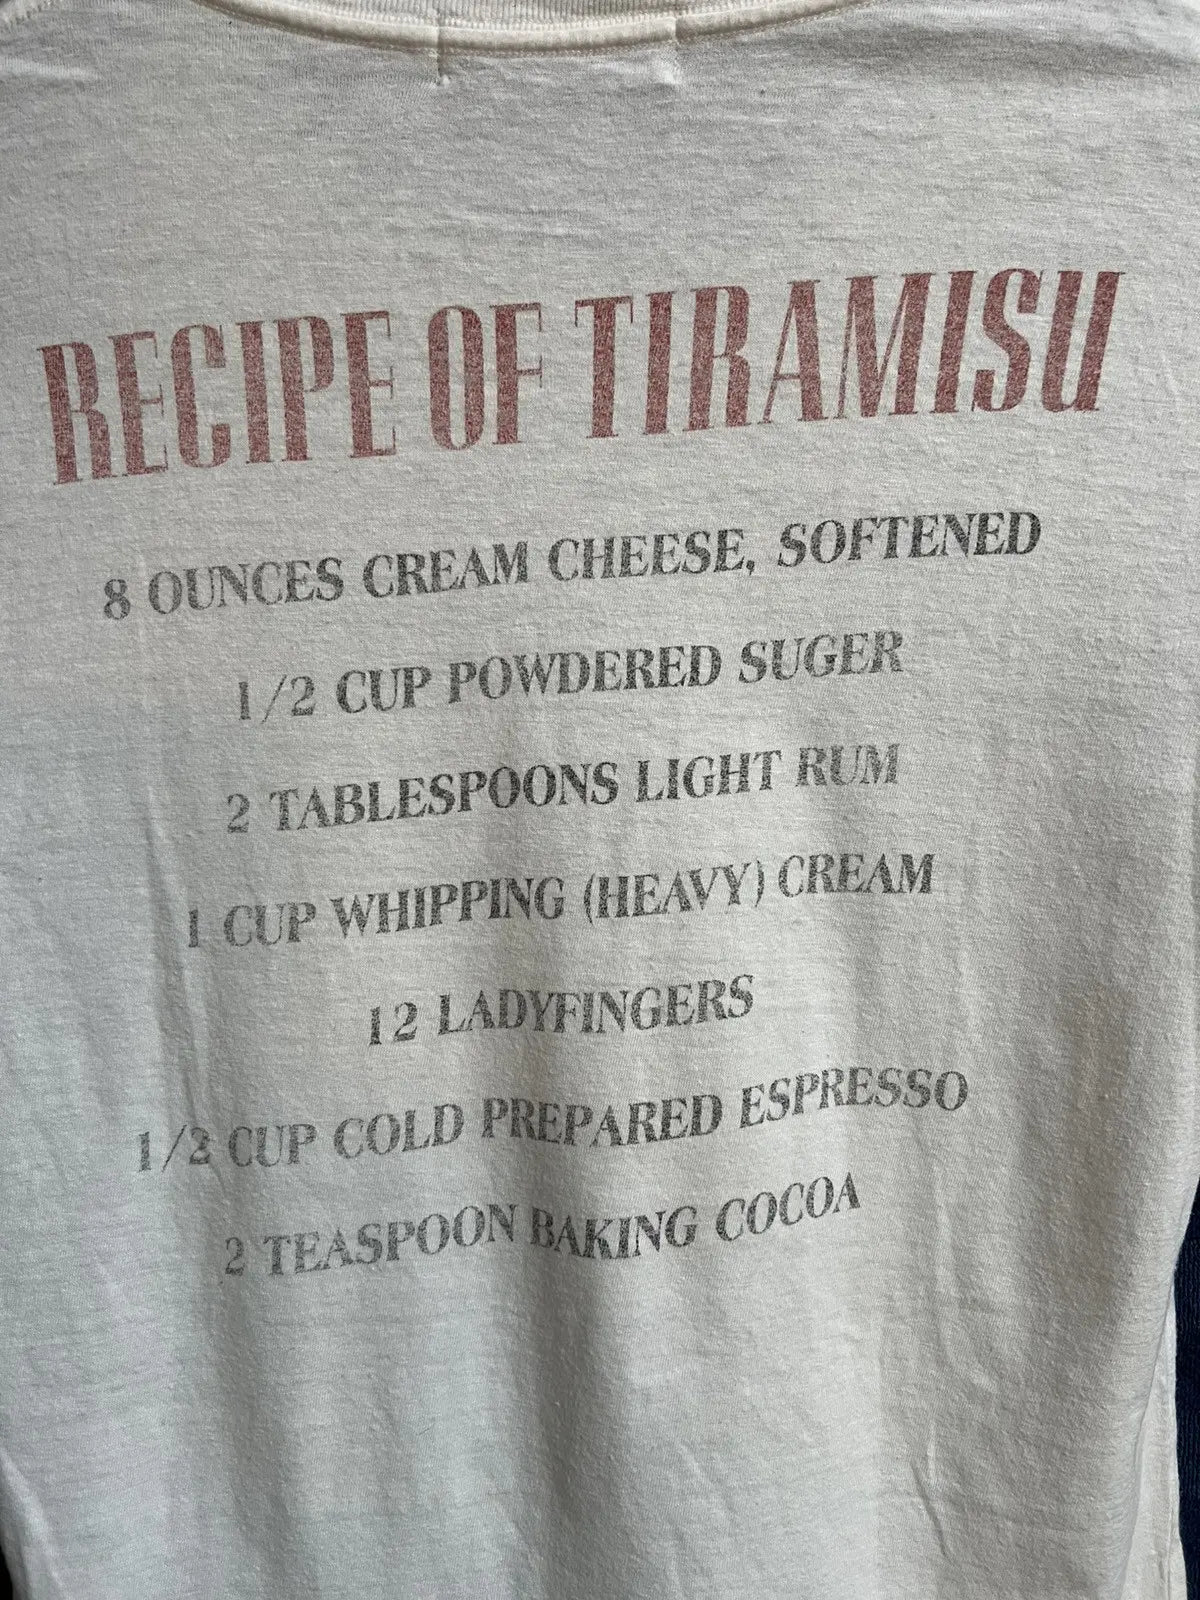 RECIPE OF TIRAMISU
8 OUNCES CREAM CHEESE, SOFTENED
1/2 CUP POWDERED SUGER
2 TABLESPOONS LIGHT RUM
1 CUP WHIPPING (HEAVY) CREAM
12 LADYFINGERS
1/2 CUP COLD PREPARED ESPRESSO
2 TEASPOON BAKING COCOA